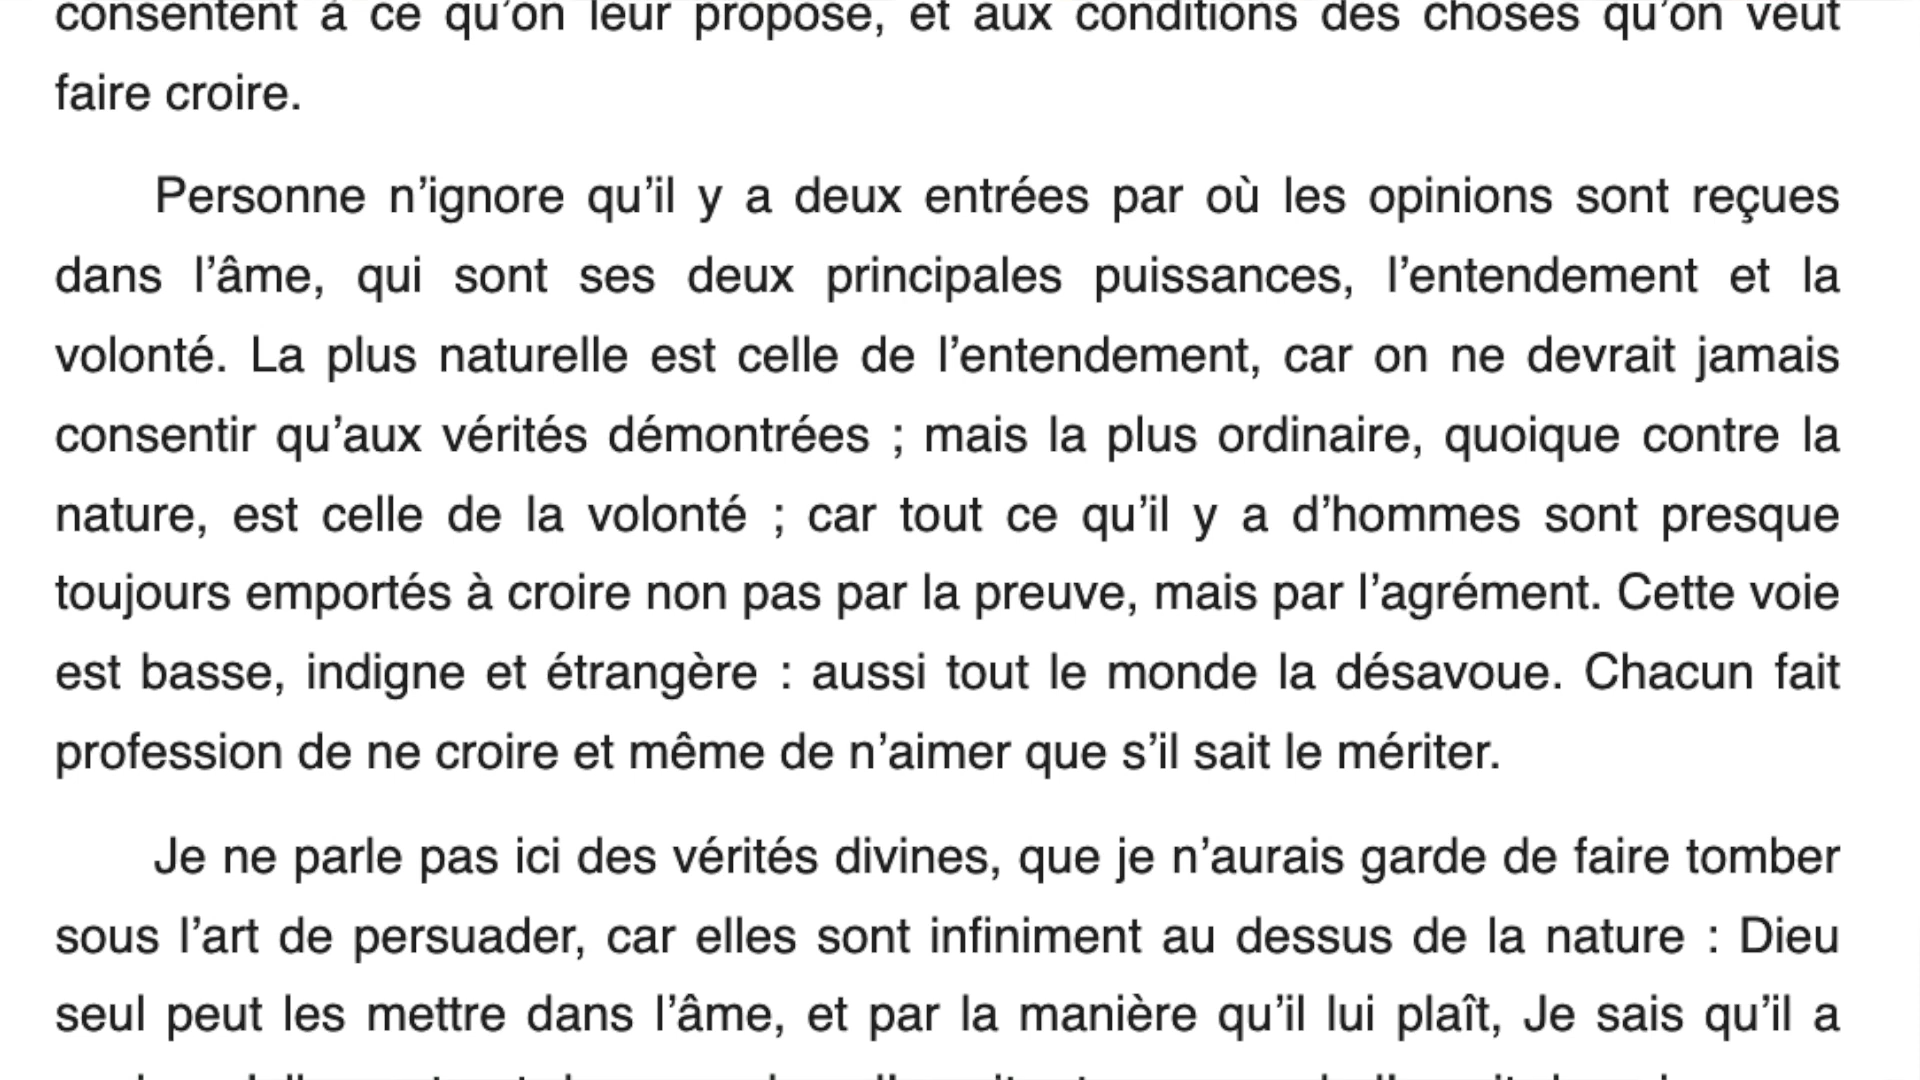 consentent à ce qu’on leur propose, et aux conditions des choses qu’on veut
faire croire.
Personne n’ignore qu’il y a deux entrées par où les opinions sont reçues
dans l’âme, qui sont ses deux principales puissances, l’entendement et la
volonté. La plus naturelle est celle de l’entendement, car on ne devrait jamais
consentir qu’aux vérités démontrées ; mais la plus ordinaire, quoique contre la
nature, est celle de la volonté ; car tout ce qu’il y a d’hommes sont presque
toujours emportés à croire non pas par la preuve, mais par l’agrément. Cette voie
est basse, indigne et étrangère : aussi tout le monde la désavoue. Chacun fait
profession de ne croire et même de n’aimer que s’il sait le mériter.
Je ne parle pas ici des vérités divines, que je n’aurais garde de faire tomber
sous l’art de persuader, car elles sont infiniment au dessus de la nature : Dieu
seul peut les mettre dans l’âme, et par la manière qu’il lui plaît, Je sais qu’il a